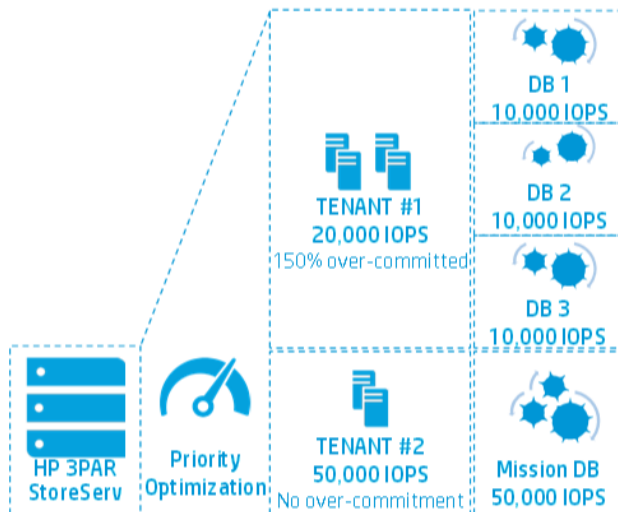 HP 3PAR
StoreServ
Priority
Optimization
TENANT #1
20,000 IOPS
150% over-committed
TENANT #2
50,000 IOPS
No over-commitment
DB 1
10,000 IOPS
DB 2
10,000 IOPS
DB 3
10,000 IOPS
Mission DB
50,000 IOPS